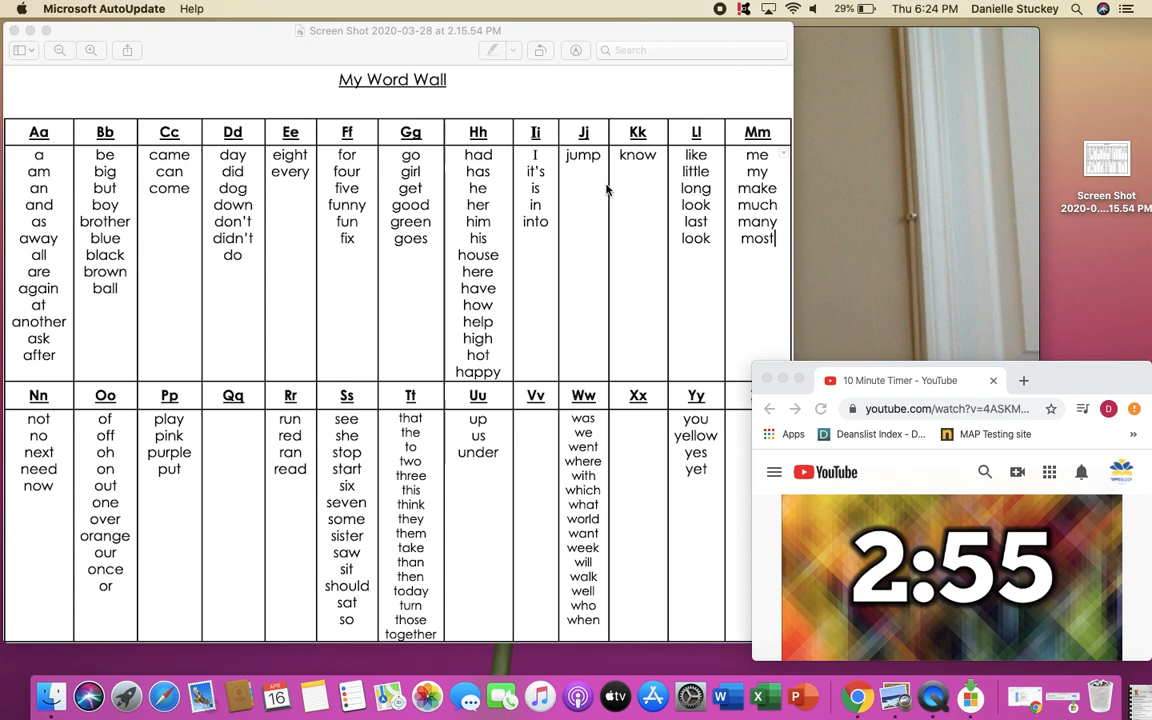 Microsoft AutoUpdate Help 29% Thu 6:24 PM Danielle Stuckey
Screen Shot 2020-03-28 at 2.15.54 PM
Search
My Word Wall
Aa Bb Cc Dd Ee Ff Gg Hh Ii Jj Kk Ll Mm
a be came day eight for go had I jump know like me
am big can did every four girl has it's little my
an but come dog five get he is long make
and boy down funny good her in look much
as brother don't fun green him into last many
away blue didn't fix goes his look most
all black do house
are brown here
again ball have
at how
another help
ask high
after hot
happy
Nn Oo Pp Qq Rr Ss Tt Uu Vv Ww Xx Yy
not of play run see that up was you
no off pink red she the us we yellow
next oh purple ran stop to under went yes
need on put read start two where yet
now out six three with
one seven this which
over some think what
orange sister they world
our saw them want
once sit take week
or should than will
sat then walk
so today well
turn who
those when
together
Screen Shot
2020-0....15.54 PM
10 Minute Timer - YouTube
youtube.com/watch?v=4ASKM... D
Apps Deanslist Index - D... MAP Testing site
YouTube
2:55
APR
16
tv
W X P